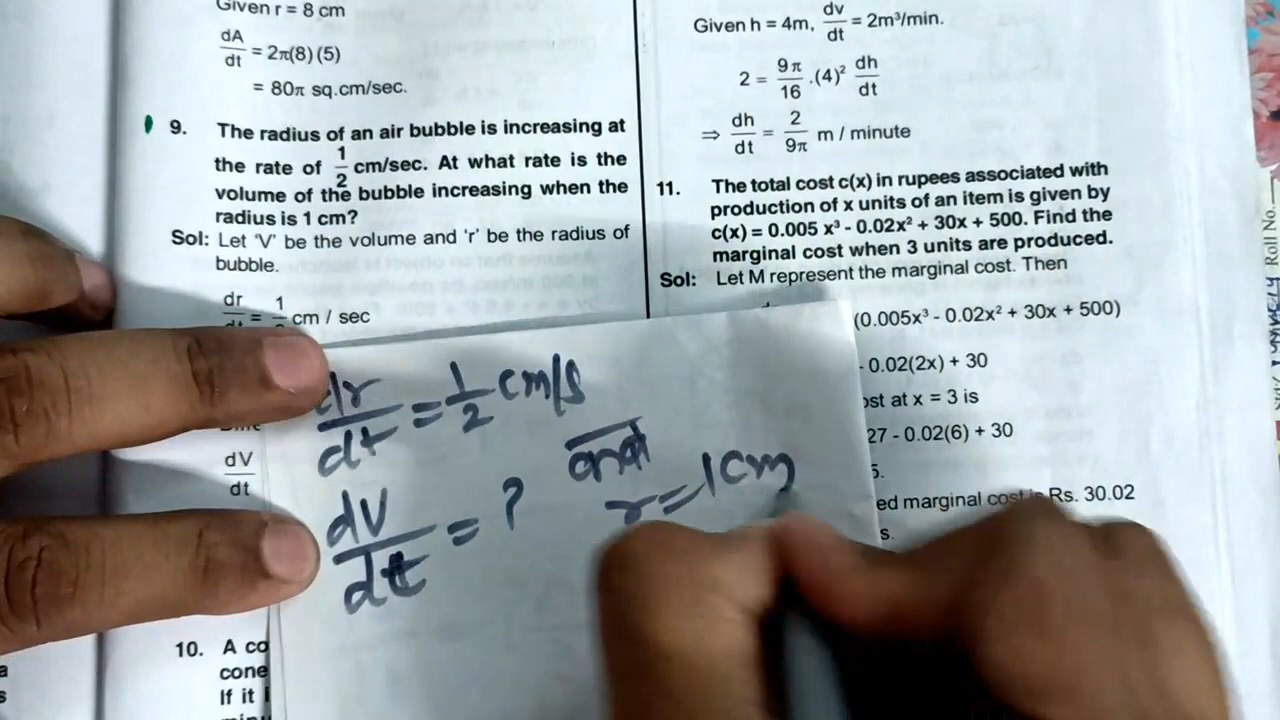 Given r = 8 cm
dA/dt = 2π(8)(5)
= 80π sq.cm/sec.
9. The radius of an air bubble is increasing at
the rate of 1/2 cm/sec. At what rate is the
volume of the bubble increasing when the
radius is 1 cm?
Sol: Let 'V' be the volume and 'r' be the radius of
bubble.
dr/dt = 1/ cm / sec
dV/dt
10. A co
cone
If it i
dr/dt = 1/2 cm/s
and
dV/dt = ? r = 1cm
Given h = 4m, dv/dt = 2m³/min.
2 = 9π/16 .(4)² dh/dt
⇒ dh/dt = 2/9π m / minute
11. The total cost c(x) in rupees associated with
production of x units of an item is given by
c(x) = 0.005 x³ - 0.02x² + 30x + 500. Find the
marginal cost when 3 units are produced.
Sol: Let M represent the marginal cost. Then
(0.005x³ - 0.02x² + 30x + 500)
- 0.02(2x) + 30
ost at x = 3 is
27 - 0.02(6) + 30
5.
ed marginal cost is Rs. 30.02
s.
Roll No.